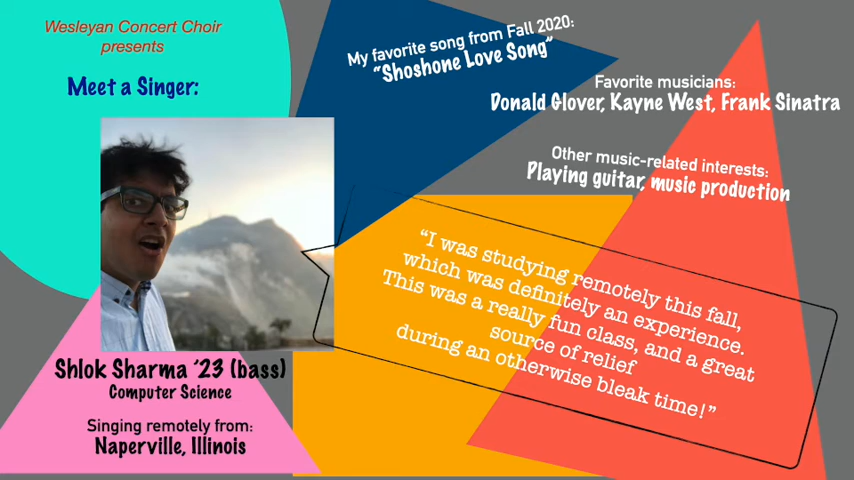 Wesleyan Concert Choir
presents
Meet a Singer:
Shlok Sharma '23 (bass)
Computer Science
Singing remotely from:
Naperville, Illinois
My favorite song from Fall 2020:
"Shoshone Love Song"
Favorite musicians:
Donald Glover, Kayne West, Frank Sinatra
Other music-related interests:
Playing guitar, music production
"I was studying remotely this fall,
which was definitely an experience.
This was a really fun class, and a great
source of relief
during an otherwise bleak time!"